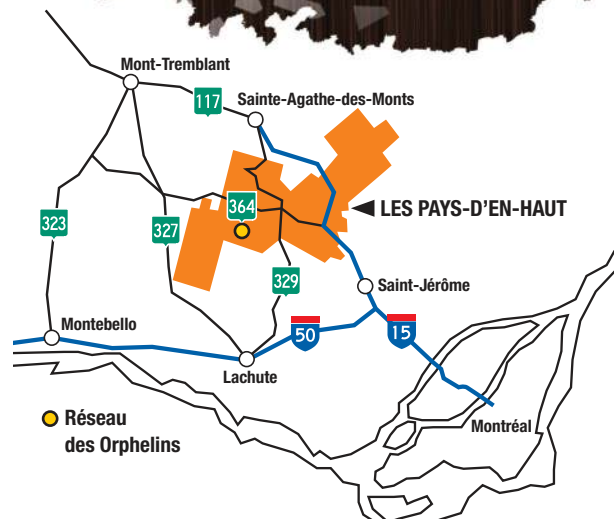 Mont-Tremblant
117
Sainte-Agathe-des-Monts
364
LES PAYS-D'EN-HAUT
323
327
329
Saint-Jérôme
Montebello
50
15
Lachute
Réseau
des Orphelins
Montréal